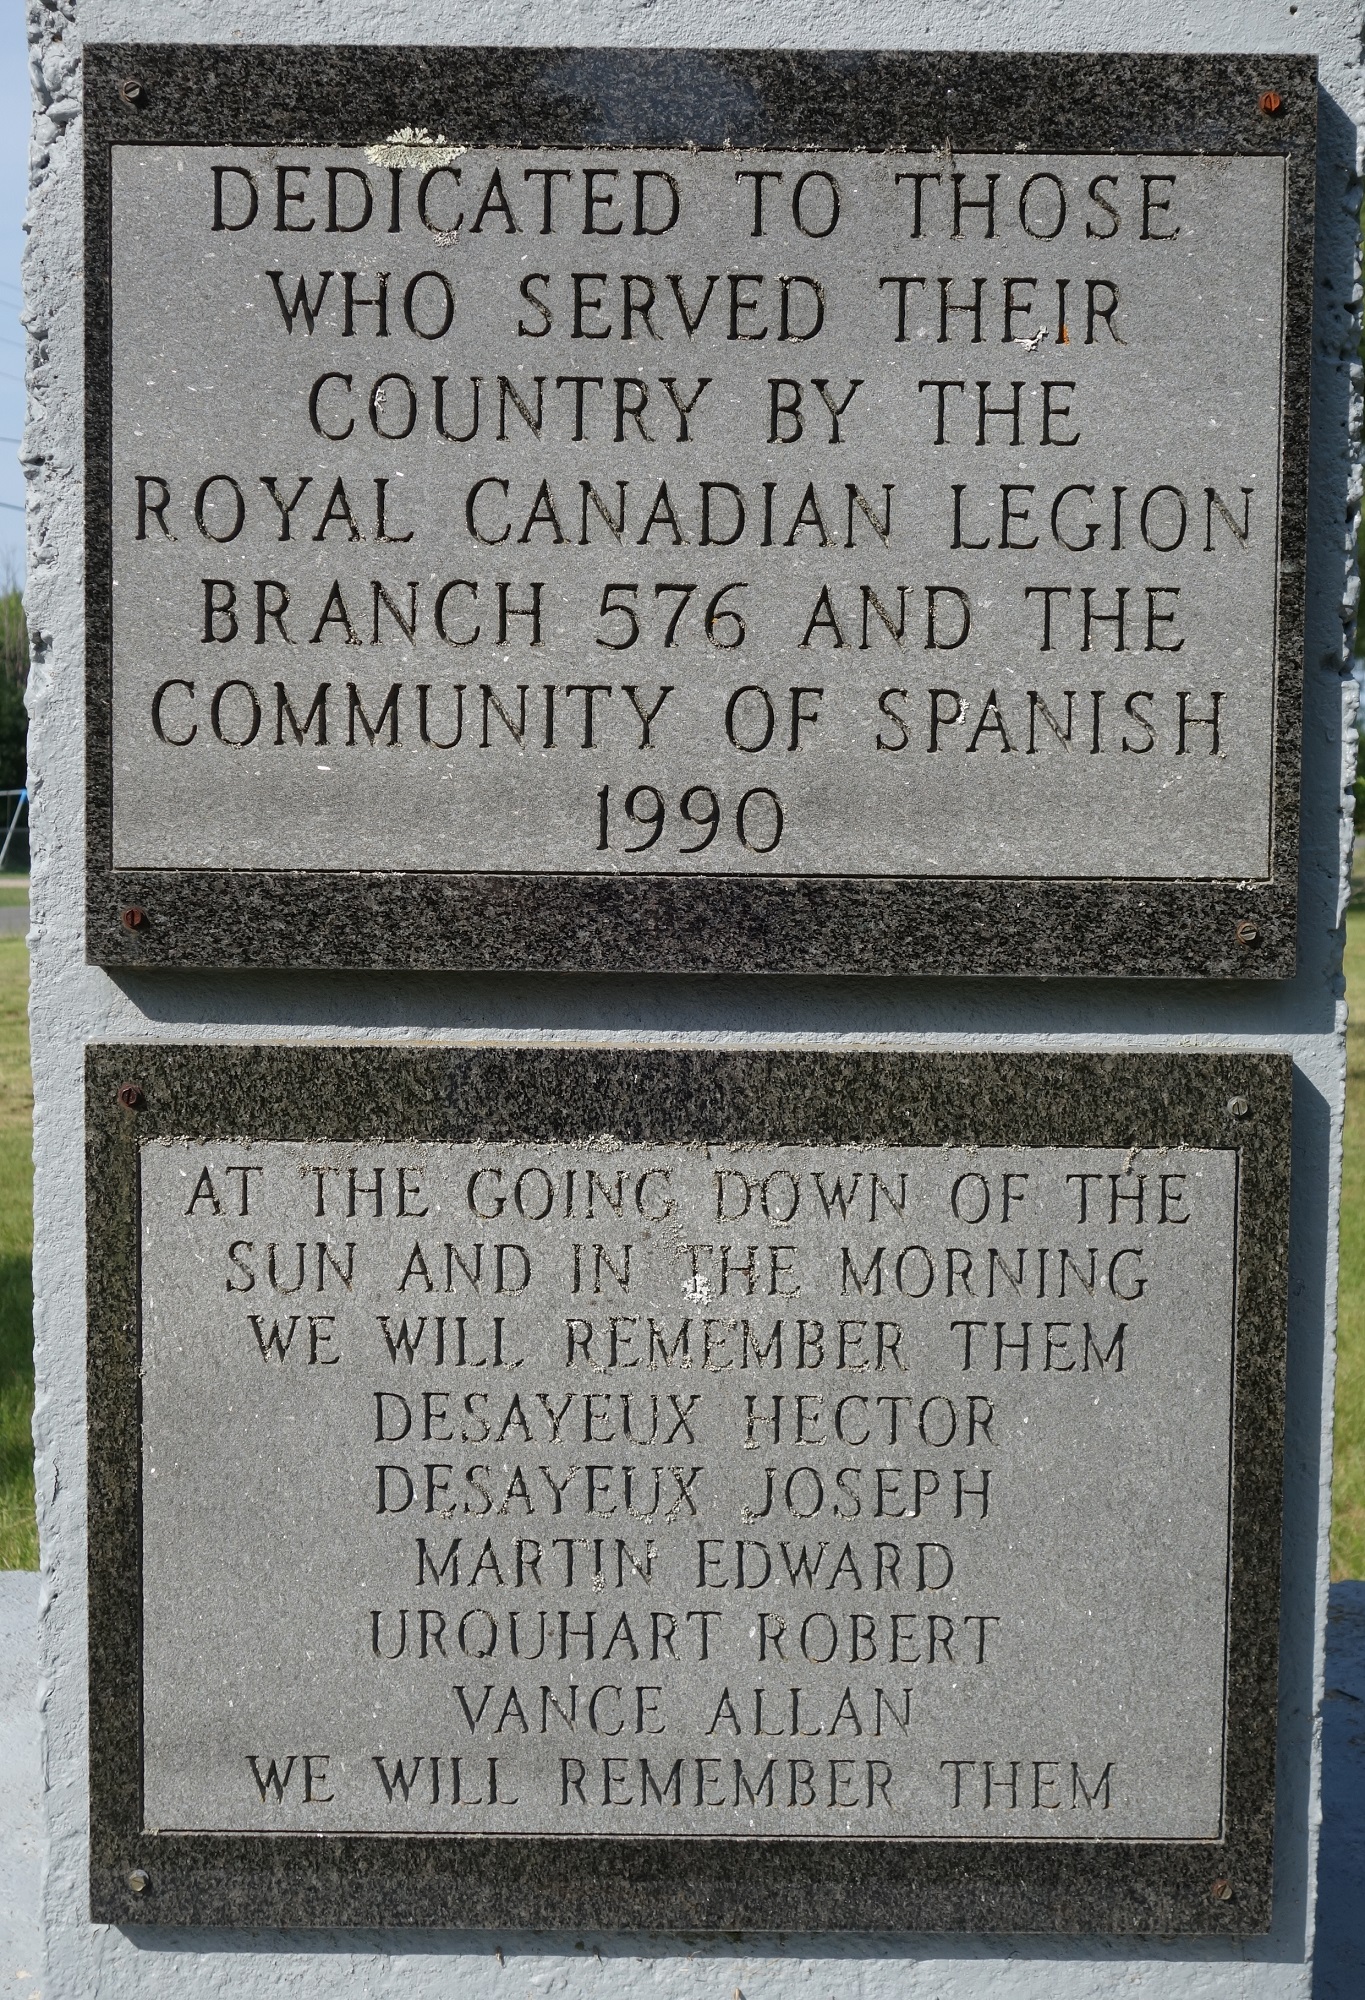 DEDICATED TO THOSE
WHO SERVED THEIR
COUNTRY BY THE
ROYAL CANADIAN LEGION
BRANCH 576 AND THE
COMMUNITY OF SPANISH
1990
AT THE GOING DOWN OF THE
SUN AND IN THE MORNING
WE WILL REMEMBER THEM
DESAYEUX HECTOR
DESAYEUX JOSEPH
MARTIN EDWARD
URQUHART ROBERT
VANCE ALLAN
WE WILL REMEMBER THEM